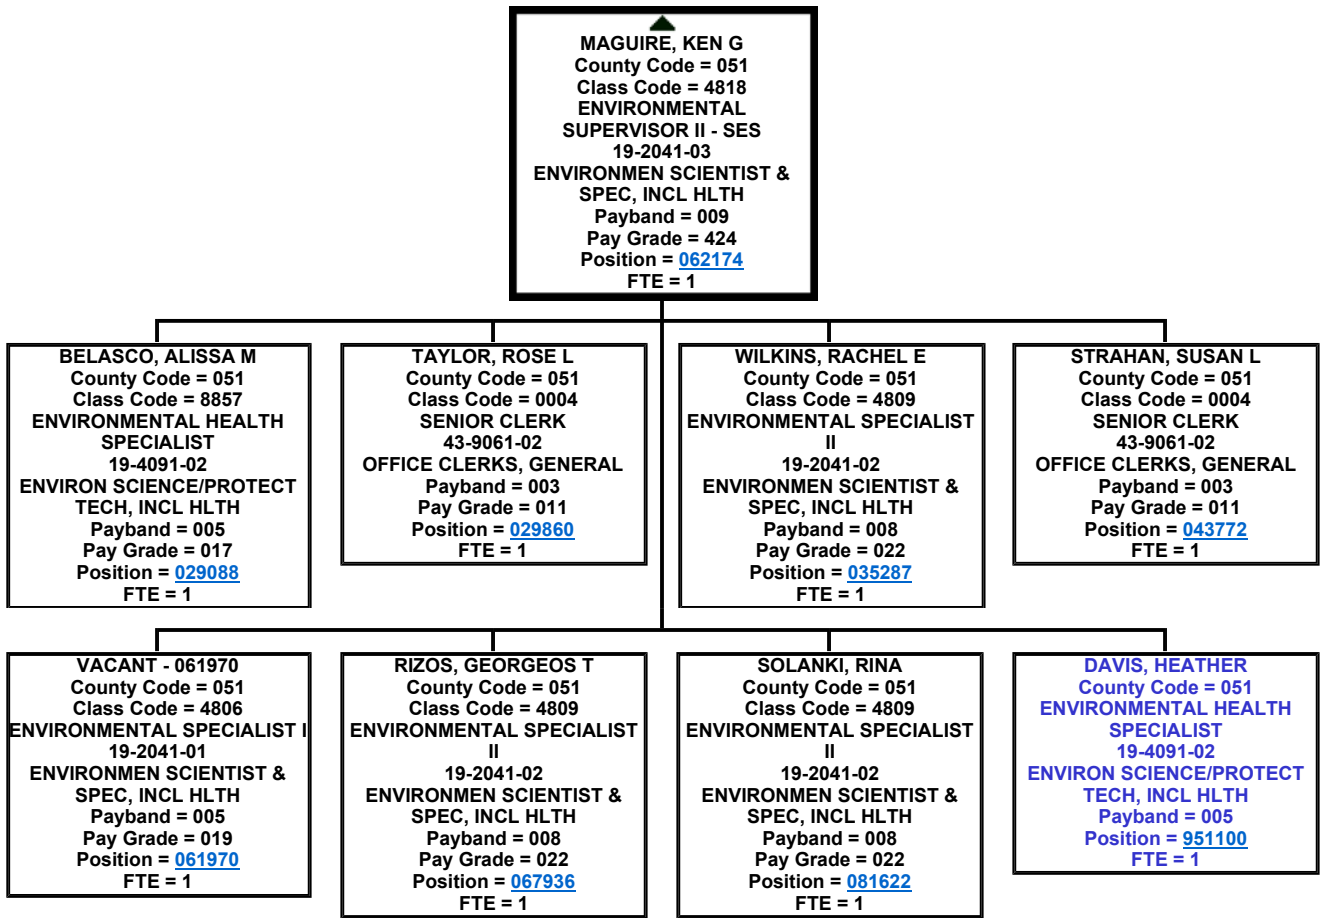 MAGUIRE, KEN G
County Code = 051
Class Code = 4818
ENVIRONMENTAL
SUPERVISOR II - SES
19-2041-03
ENVIRONMEN SCIENTIST &
SPEC, INCL HLTH
Payband = 009
Pay Grade = 424
Position = 062174
FTE = 1
BELASCO, ALISSA M
County Code = 051
Class Code = 8857
ENVIRONMENTAL HEALTH
SPECIALIST
19-4091-02
ENVIRON SCIENCE/PROTECT
TECH, INCL HLTH
Payband = 005
Pay Grade = 017
Position = 029088
FTE = 1
TAYLOR, ROSE L
County Code = 051
Class Code = 0004
SENIOR CLERK
43-9061-02
OFFICE CLERKS, GENERAL
Payband = 003
Pay Grade = 011
Position = 029860
FTE = 1
WILKINS, RACHEL E
County Code = 051
Class Code = 4809
ENVIRONMENTAL SPECIALIST
II
19-2041-02
ENVIRONMEN SCIENTIST &
SPEC, INCL HLTH
Payband = 008
Pay Grade = 022
Position = 035287
FTE = 1
STRAHAN, SUSAN L
County Code = 051
Class Code = 0004
SENIOR CLERK
43-9061-02
OFFICE CLERKS, GENERAL
Payband = 003
Pay Grade = 011
Position = 043772
FTE = 1
VACANT - 061970
County Code = 051
Class Code = 4806
ENVIRONMENTAL SPECIALIST I
19-2041-01
ENVIRONMEN SCIENTIST &
SPEC, INCL HLTH
Payband = 005
Pay Grade = 019
Position = 061970
FTE = 1
RIZOS, GEORGEOS T
County Code = 051
Class Code = 4809
ENVIRONMENTAL SPECIALIST
II
19-2041-02
ENVIRONMEN SCIENTIST &
SPEC, INCL HLTH
Payband = 008
Pay Grade = 022
Position = 067936
FTE = 1
SOLANKI, RINA
County Code = 051
Class Code = 4809
ENVIRONMENTAL SPECIALIST
II
19-2041-02
ENVIRONMEN SCIENTIST &
SPEC, INCL HLTH
Payband = 008
Pay Grade = 022
Position = 081622
FTE = 1
DAVIS, HEATHER
County Code = 051
ENVIRONMENTAL HEALTH
SPECIALIST
19-4091-02
ENVIRON SCIENCE/PROTECT
TECH, INCL HLTH
Payband = 005
Position = 951100
FTE = 1